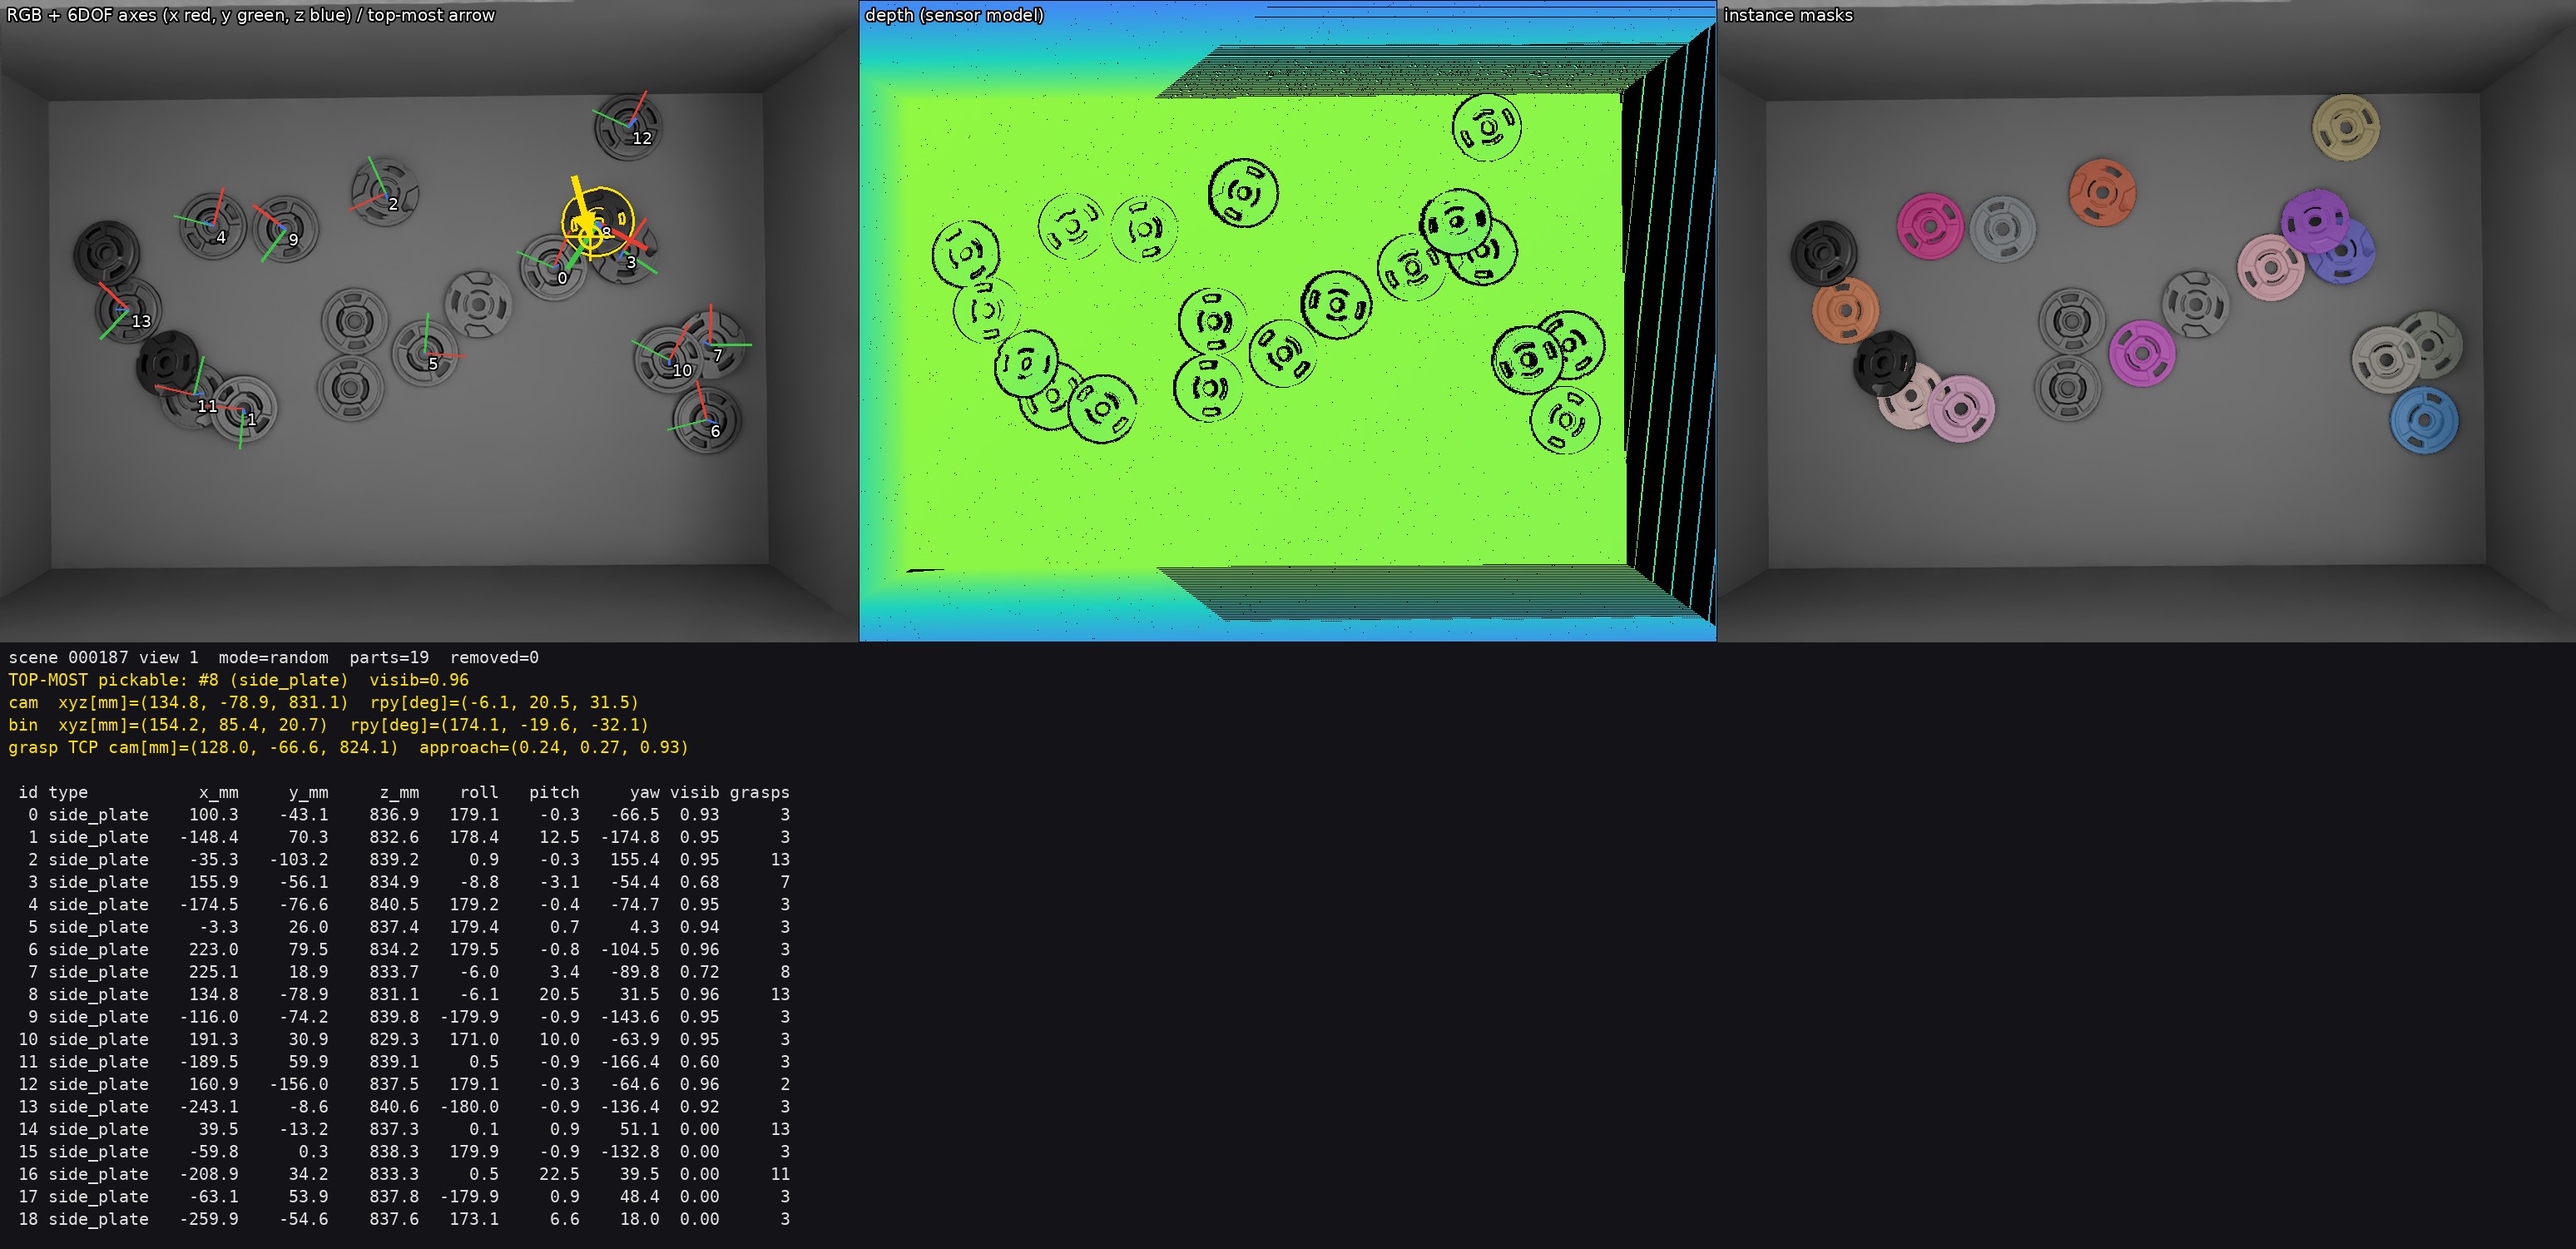 RGB + 6DOF axes (x red, y green, z blue) / top-most arrow
depth (sensor model)
instance masks
12
2
4
9
8
3
0
13
5
7
10
11
1
6
scene 000187 view 1  mode=random  parts=19  removed=0
TOP-MOST pickable: #8 (side_plate)  visib=0.96
cam  xyz[mm]=(134.8, -78.9, 831.1)  rpy[deg]=(-6.1, 20.5, 31.5)
bin  xyz[mm]=(154.2, 85.4, 20.7)  rpy[deg]=(174.1, -19.6, -32.1)
grasp TCP cam[mm]=(128.0, -66.6, 824.1)  approach=(0.24, 0.27, 0.93)
id type x_mm y_mm z_mm roll pitch yaw visib grasps
0 side_plate 100.3 -43.1 836.9 179.1 -0.3 -66.5 0.93 3
1 side_plate -148.4 70.3 832.6 178.4 12.5 -174.8 0.95 3
2 side_plate -35.3 -103.2 839.2 0.9 -0.3 155.4 0.95 13
3 side_plate 155.9 -56.1 834.9 -8.8 -3.1 -54.4 0.68 7
4 side_plate -174.5 -76.6 840.5 179.2 -0.4 -74.7 0.95 3
5 side_plate -3.3 26.0 837.4 179.4 0.7 4.3 0.94 3
6 side_plate 223.0 79.5 834.2 179.5 -0.8 -104.5 0.96 3
7 side_plate 225.1 18.9 833.7 -6.0 3.4 -89.8 0.72 8
8 side_plate 134.8 -78.9 831.1 -6.1 20.5 31.5 0.96 13
9 side_plate -116.0 -74.2 839.8 -179.9 -0.9 -143.6 0.95 3
10 side_plate 191.3 30.9 829.3 171.0 10.0 -63.9 0.95 3
11 side_plate -189.5 59.9 839.1 0.5 -0.9 -166.4 0.60 3
12 side_plate 160.9 -156.0 837.5 179.1 -0.3 -64.6 0.96 2
13 side_plate -243.1 -8.6 840.6 -180.0 -0.9 -136.4 0.92 3
14 side_plate 39.5 -13.2 837.3 0.1 0.9 51.1 0.00 13
15 side_plate -59.8 0.3 838.3 179.9 -0.9 -132.8 0.00 3
16 side_plate -208.9 34.2 833.3 0.5 22.5 39.5 0.00 11
17 side_plate -63.1 53.9 837.8 -179.9 0.9 48.4 0.00 3
18 side_plate -259.9 -54.6 837.6 173.1 6.6 18.0 0.00 3